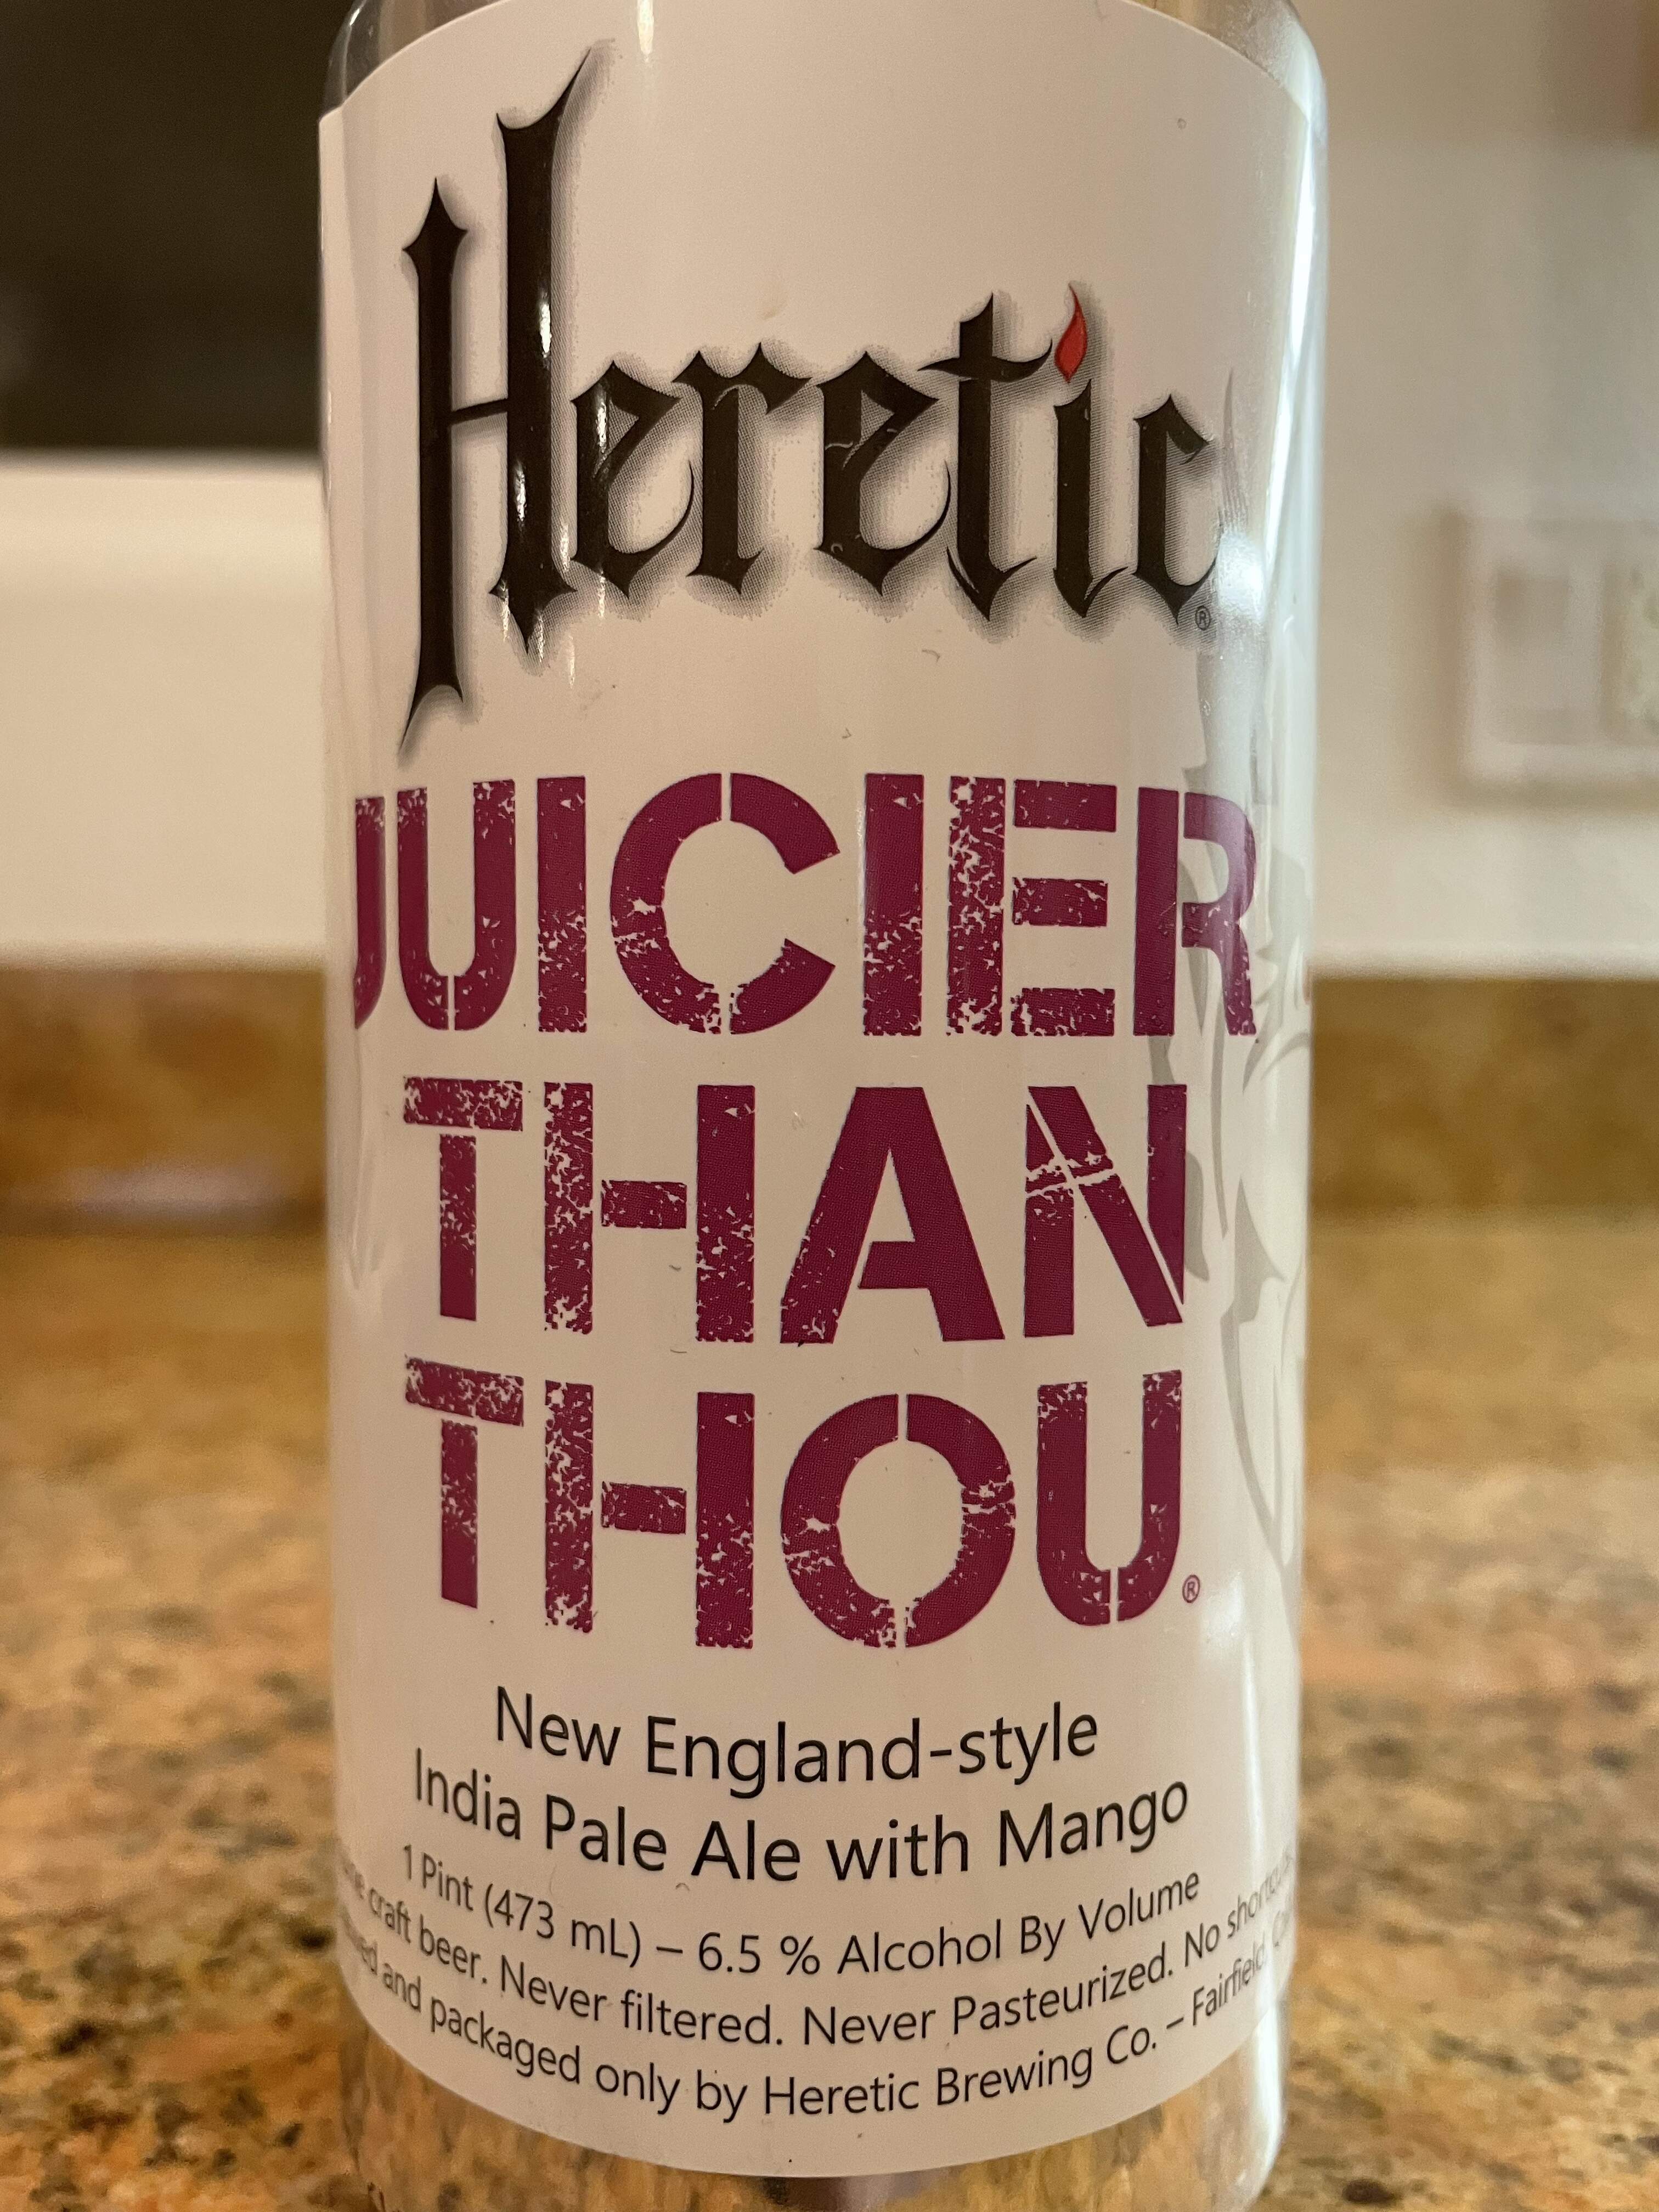 Heretic®
JUICIER
THAN
THOU®
New England-style
India Pale Ale with Mango
1 Pint (473 mL) – 6.5 % Alcohol By Volume
craft beer. Never filtered. Never Pasteurized. No
and packaged only by Heretic Brewing Co. – Fairfield,